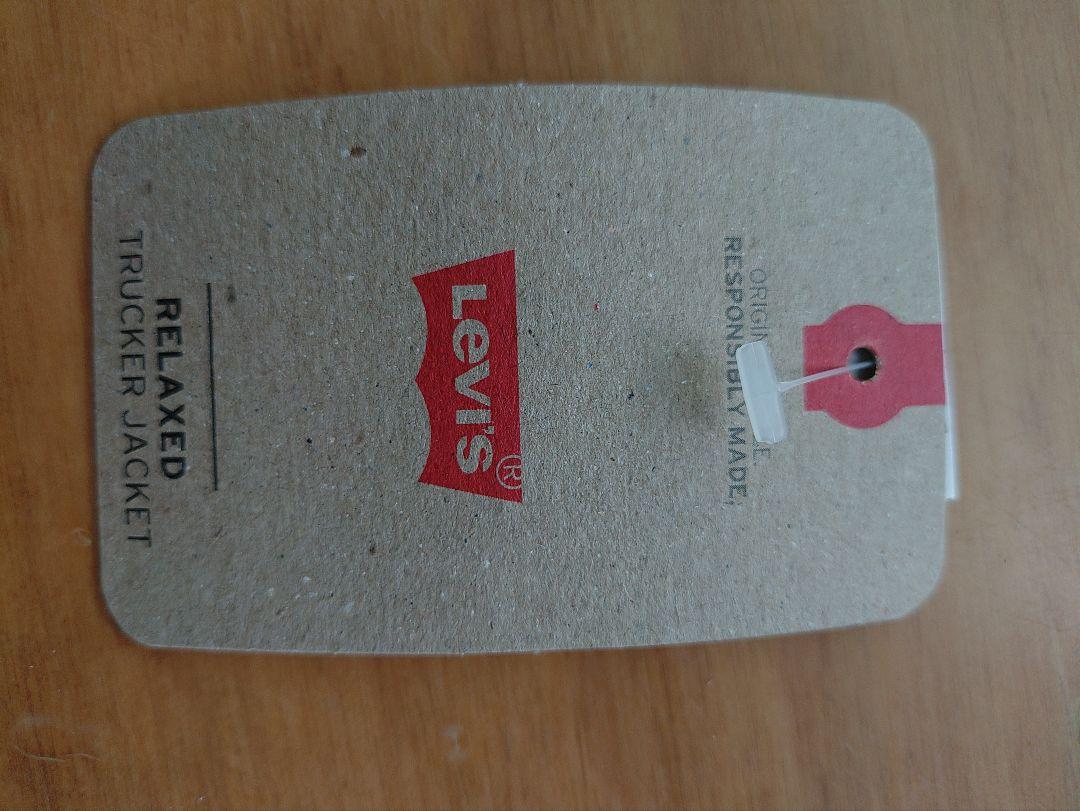 RESPONSIBLY MADE,
Levi's®
RELAXED
TRUCKER JACKET